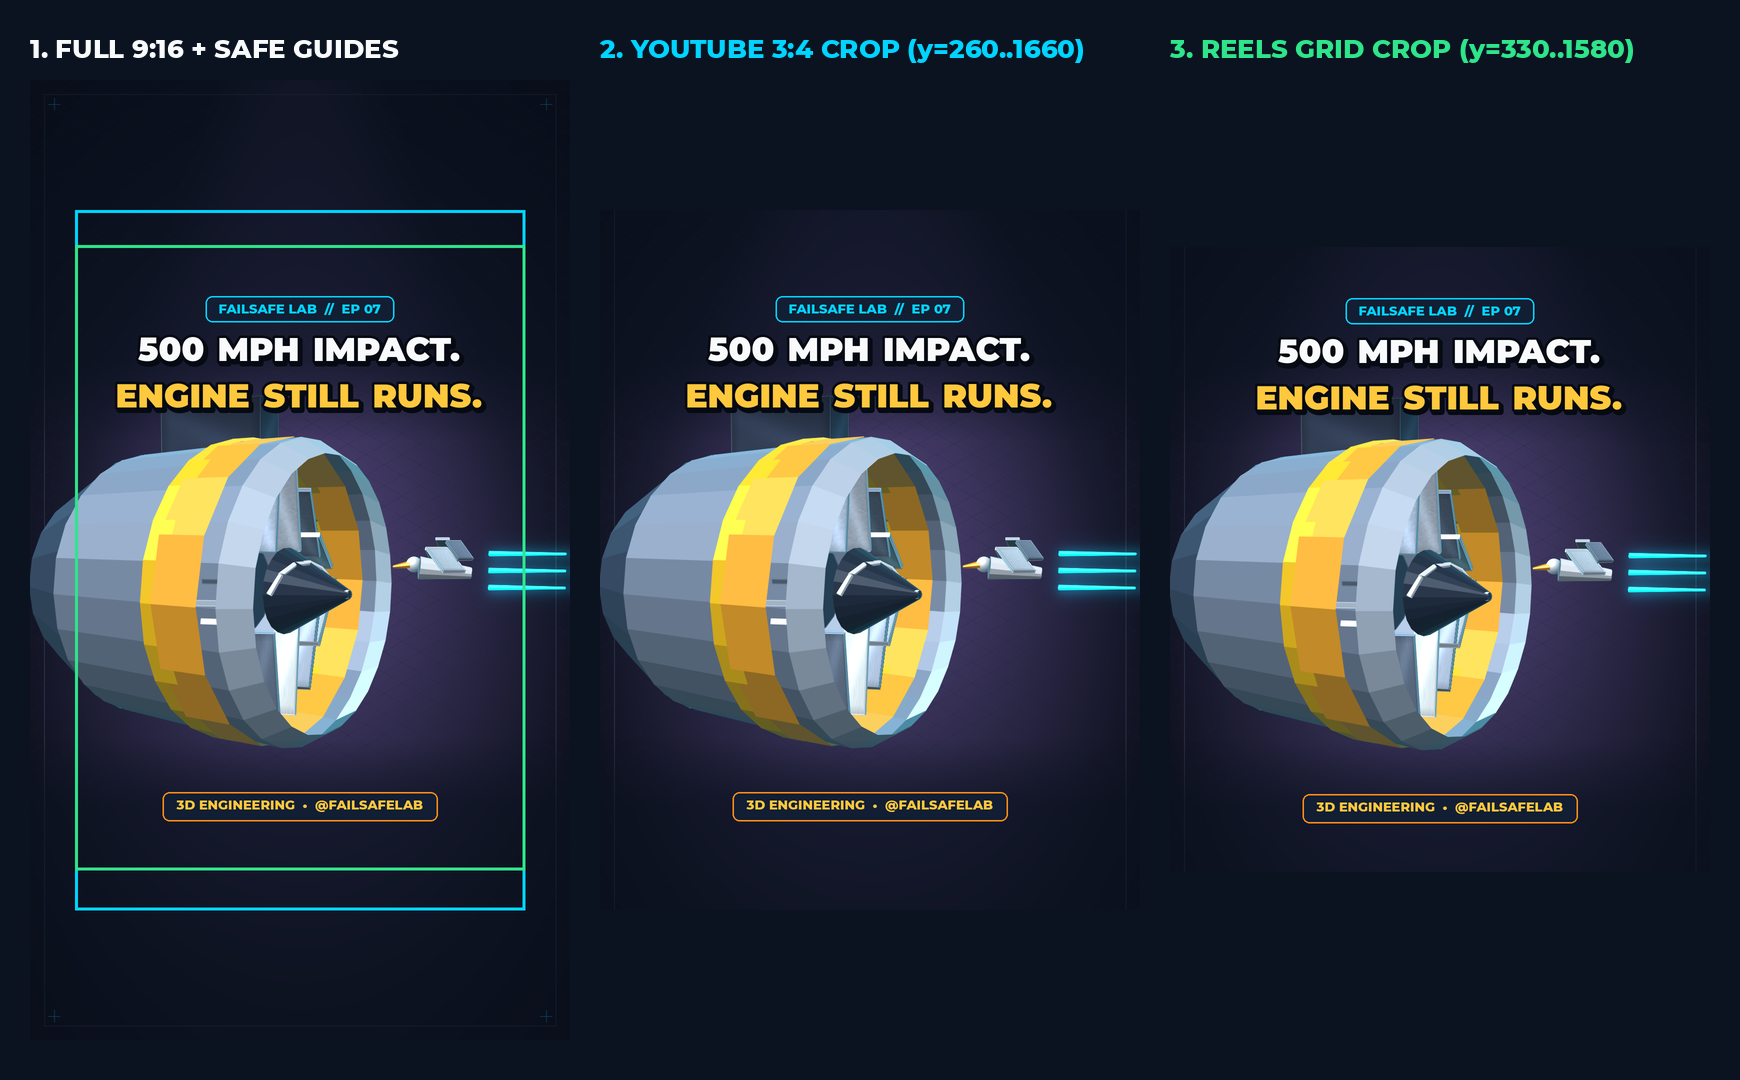 1. FULL 9:16 + SAFE GUIDES
FAILSAFE LAB // EP 07
500 MPH IMPACT.
ENGINE STILL RUNS.
3D ENGINEERING • @FAILSAFELAB
2. YOUTUBE 3:4 CROP (y=260..1660)
FAILSAFE LAB // EP 07
500 MPH IMPACT.
ENGINE STILL RUNS.
3D ENGINEERING • @FAILSAFELAB
3. REELS GRID CROP (y=330..1580)
FAILSAFE LAB // EP 07
500 MPH IMPACT.
ENGINE STILL RUNS.
3D ENGINEERING • @FAILSAFELAB